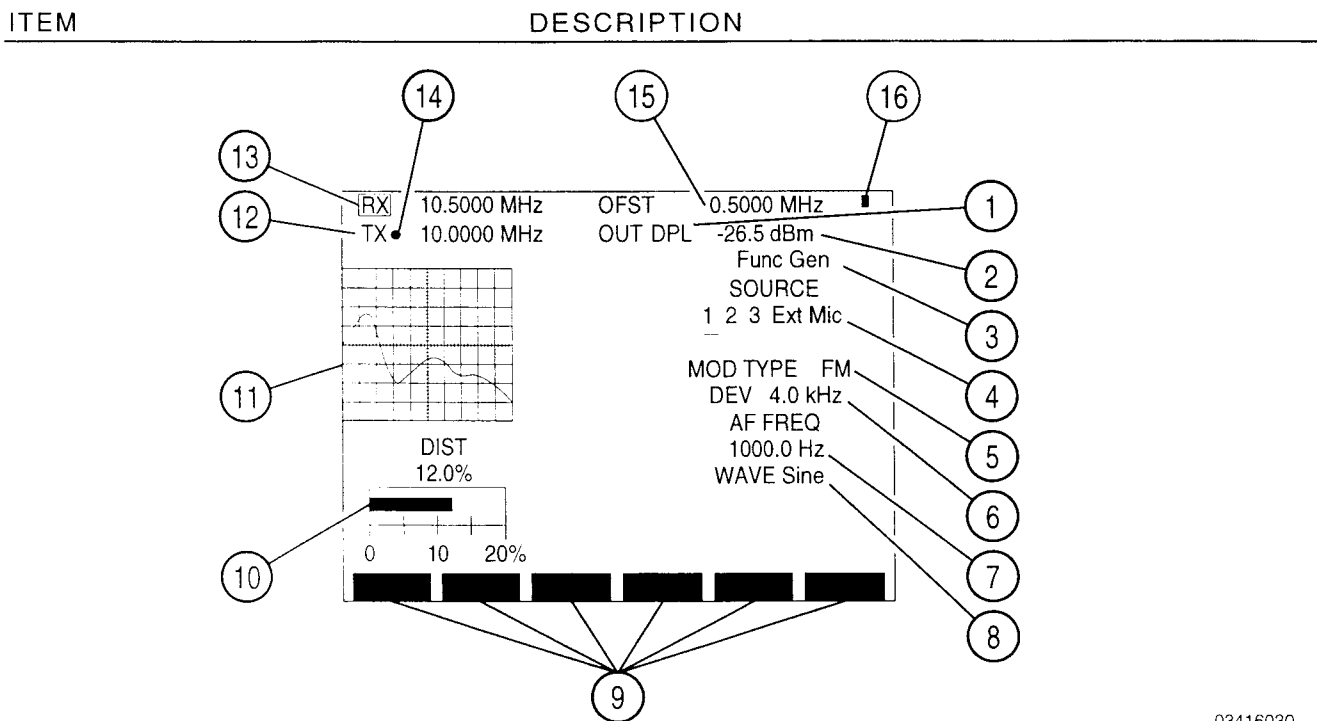 ITEM DESCRIPTION
14 15 16
13
RX 10.5000 MHz OFST 0.5000 MHz
12
TX 10.0000 MHz OUT DPL -26.5 dBm
1
Func Gen
2
SOURCE
1 2 3 Ext Mic
3
MOD TYPE FM
4
11
DEV 4.0 kHz
AF FREQ
DIST
1000.0 Hz
5
12.0%
WAVE Sine
6
0 10 20%
10
7
8
9